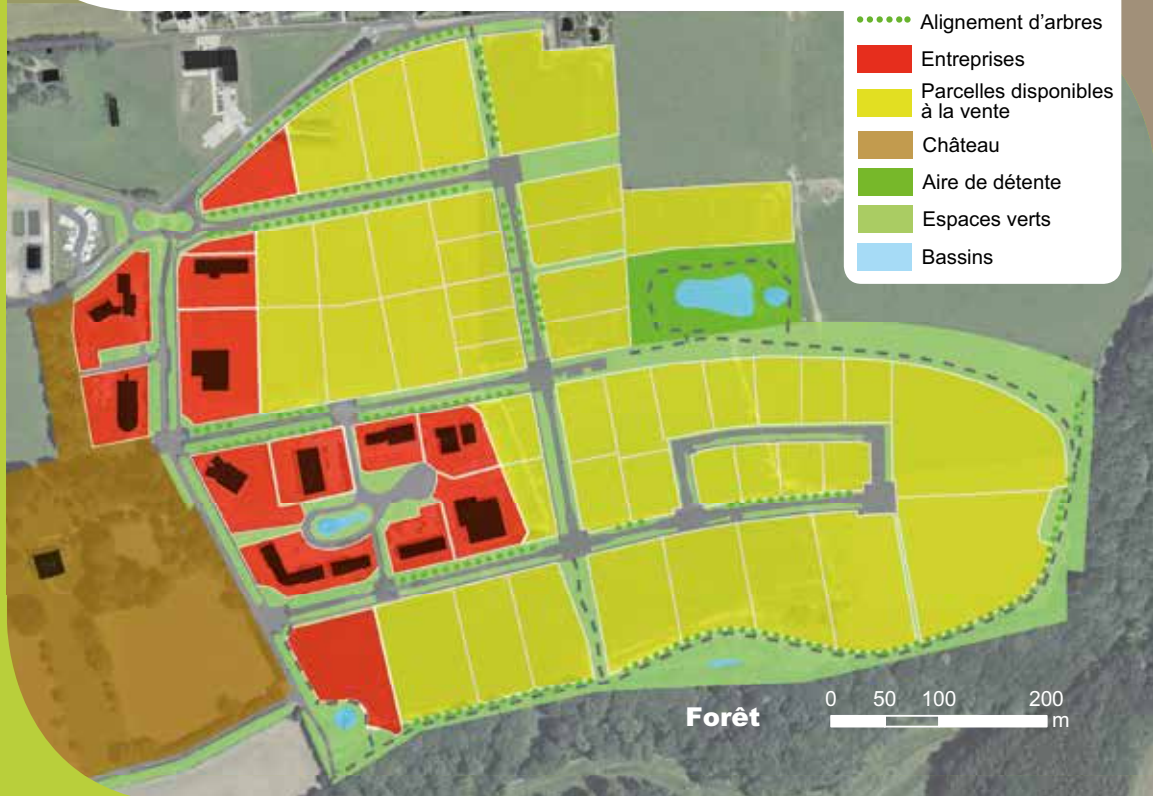 Alignement d'arbres
Entreprises
Parcelles disponibles
à la vente
Château
Aire de détente
Espaces verts
Bassins
Forêt
0 50 100 200
m